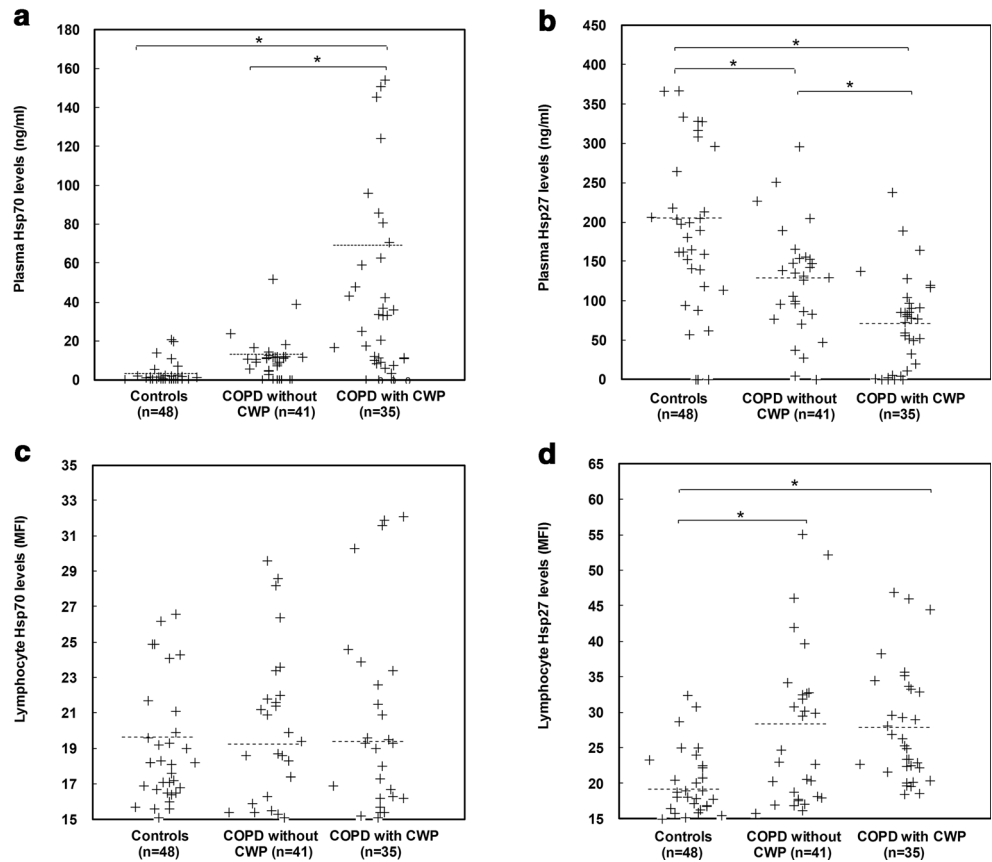 a
Plasma Hsp70 levels (ng/ml)
180
160
140
120
100
80
60
40
20
0
*
*
Controls
(n=48)
COPD without
CWP (n=41)
COPD with CWP
(n=35)
b
Plasma Hsp27 levels (ng/ml)
450
400
350
300
250
200
150
100
50
0
*
*
*
Controls
(n=48)
COPD without
CWP (n=41)
COPD with CWP
(n=35)
c
Lymphocyte Hsp70 levels (MFI)
35
33
31
29
27
25
23
21
19
17
15
Controls
(n=48)
COPD without
CWP (n=41)
COPD with CWP
(n=35)
d
Lymphocyte Hsp27 levels (MFI)
65
60
55
50
45
40
35
30
25
20
15
*
*
Controls
(n=48)
COPD without
CWP (n=41)
COPD with CWP
(n=35)